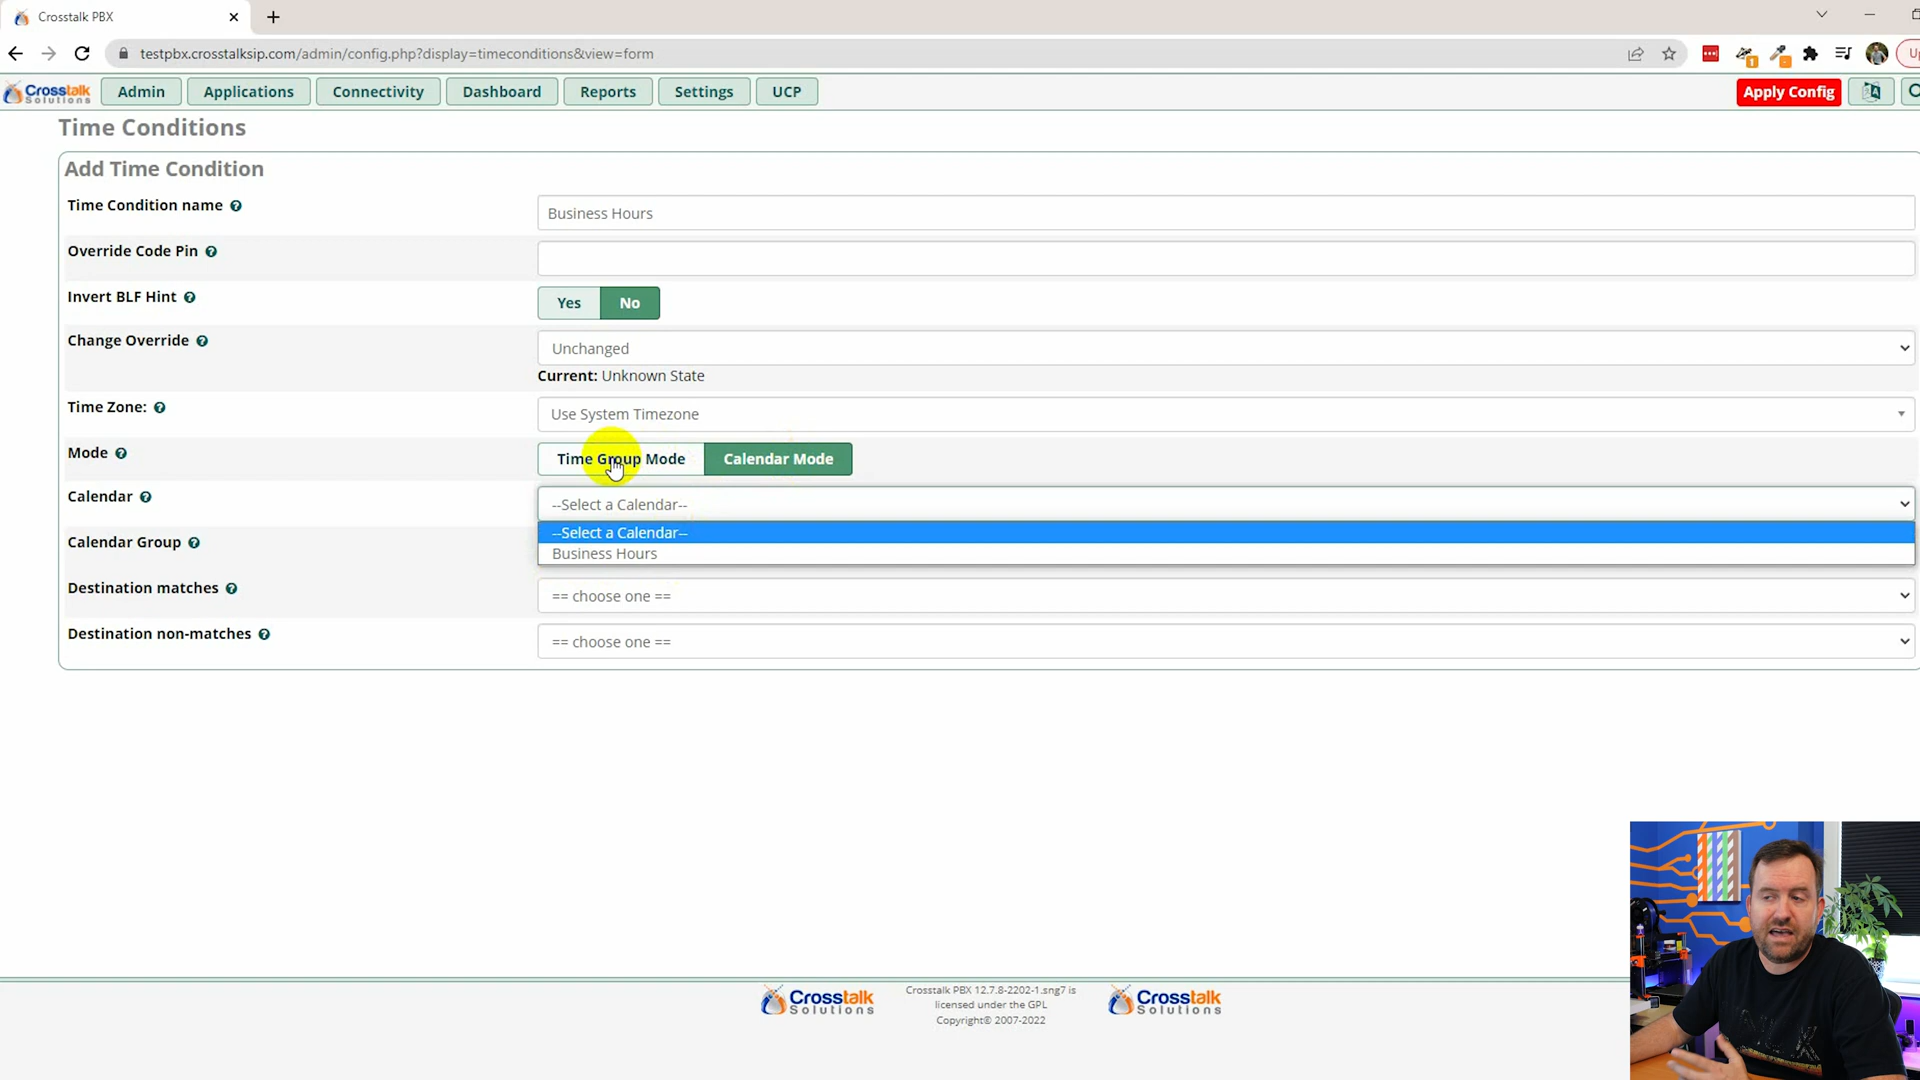 Crosstalk PBX
testpbx.crosstalksip.com/admin/config.php?display=timeconditions&view=form
Crosstalk Solutions
Admin
Applications
Connectivity
Dashboard
Reports
Settings
UCP
Apply Config
Time Conditions
Add Time Condition
Time Condition name
Business Hours
Override Code Pin
Invert BLF Hint
Yes
No
Change Override
Unchanged
Current: Unknown State
Time Zone:
Use System Timezone
Mode
Time Group Mode
Calendar Mode
Calendar
--Select a Calendar--
--Select a Calendar--
Business Hours
Calendar Group
Destination matches
== choose one ==
Destination non-matches
== choose one ==
Crosstalk Solutions
Crosstalk PBX 12.7.8-2202-1.sng7 is
licensed under the GPL
Copyright© 2007-2022
Crosstalk Solutions